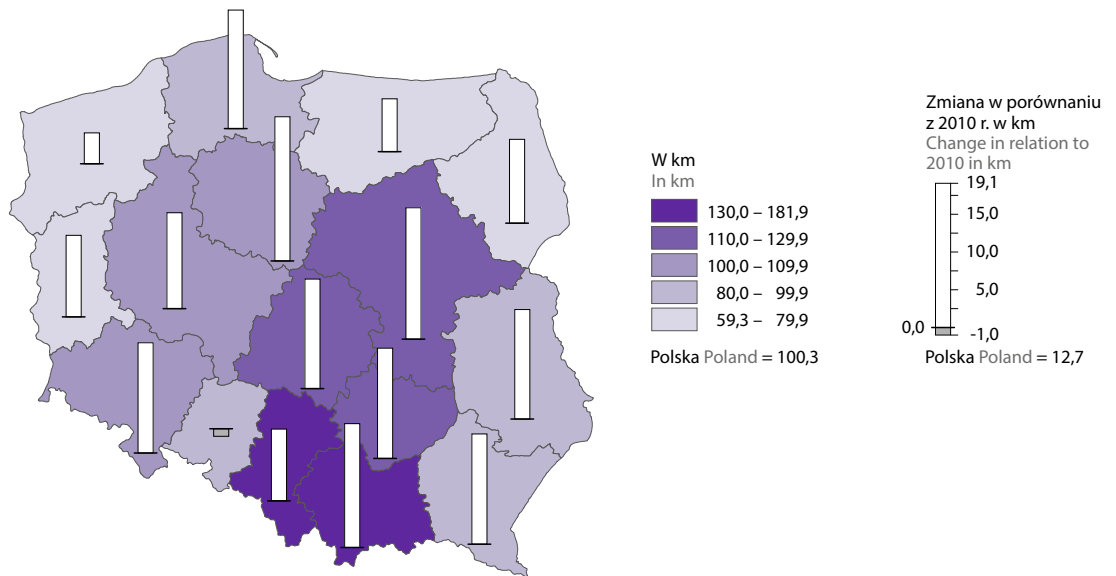 W km
In km
130,0 – 181,9
110,0 – 129,9
100,0 – 109,9
80,0 – 99,9
59,3 – 79,9
Polska Poland = 100,3
Zmiana w porównaniu
z 2010 r. w km
Change in relation to
2010 in km
19,1
15,0
10,0
5,0
0,0
-1,0
Polska Poland = 12,7